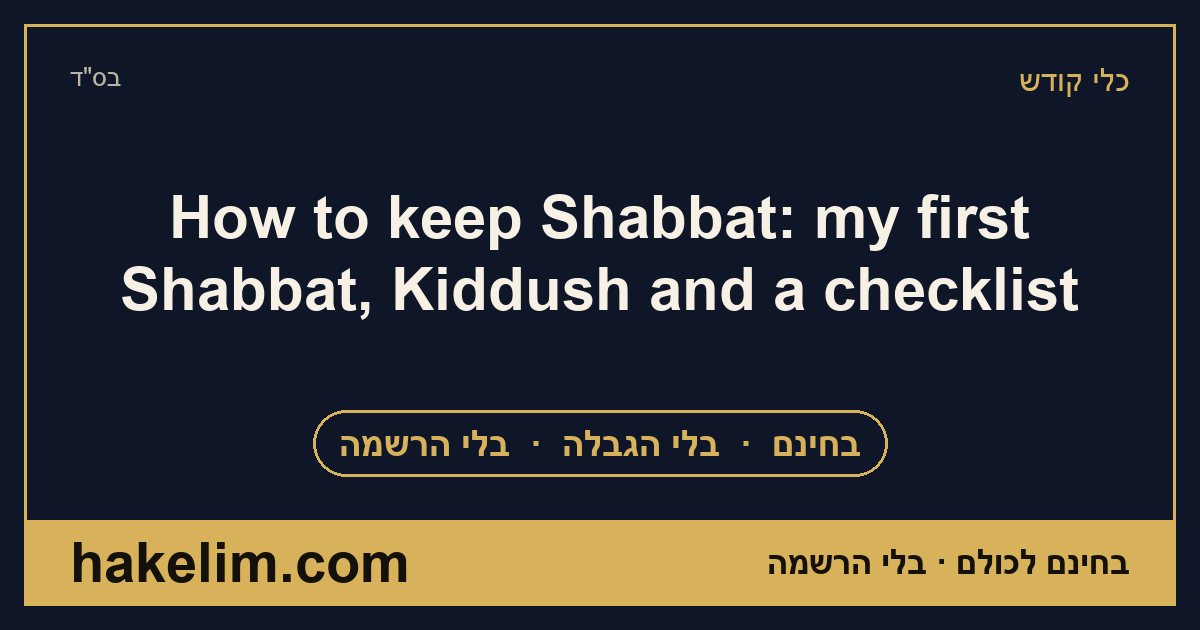 כלי קודש
בס"ד
How to keep Shabbat: my first
Shabbat, Kiddush and a checklist
בחינם · בלי הגבלה · בלי הרשמה
hakelim.com
בחינם לכולם · בלי הרשמה